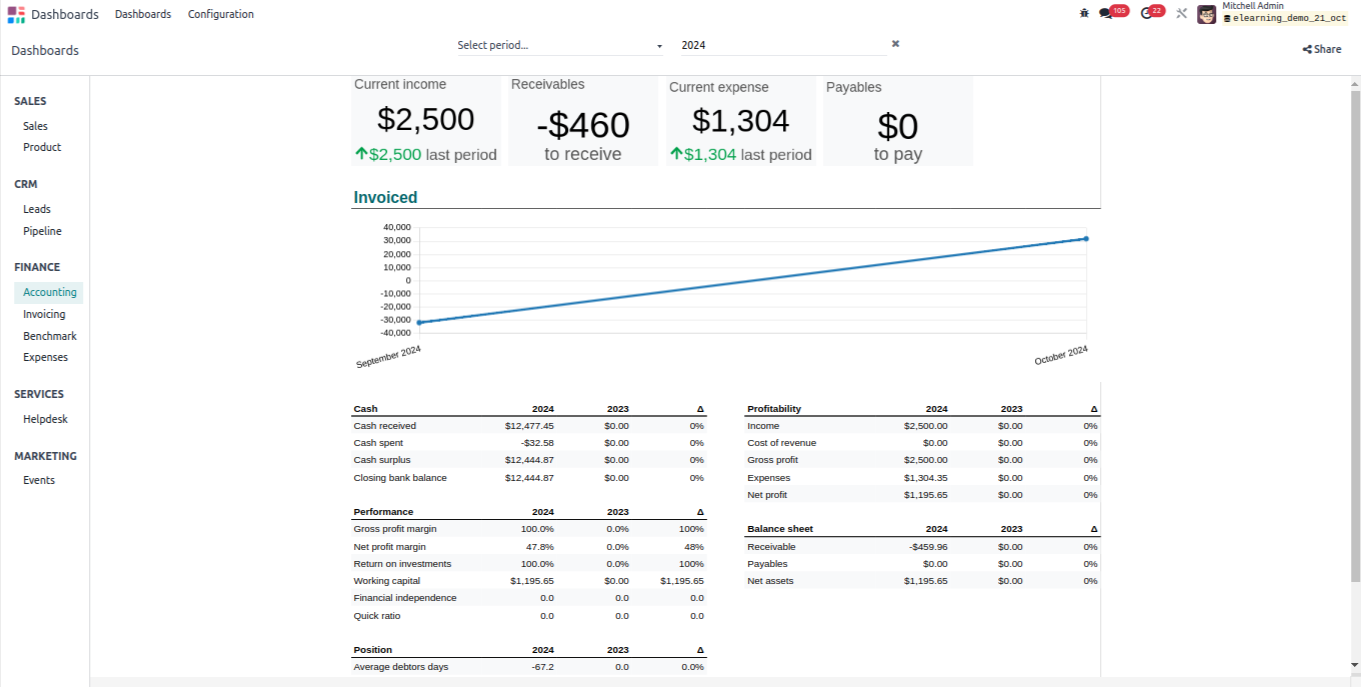 Dashboards Dashboards Configuration 105 22 Mitchell Admin
elearning_demo_21_oct
Dashboards Select period... 2024 Share
SALES
Sales
Product
CRM
Leads
Pipeline
FINANCE
Accounting
Invoicing
Benchmark
Expenses
SERVICES
Helpdesk
MARKETING
Events
Current income Receivables Current expense Payables
$2,500 -$460 $1,304 $0
$2,500 last period to receive $1,304 last period to pay
Invoiced
40,000
30,000
20,000
10,000
0
-10,000
-20,000
-30,000
-40,000
September 2024 October 2024
Cash 2024 2023 Δ
Cash received $12,477.45 $0.00 0%
Cash spent -$32.58 $0.00 0%
Cash surplus $12,444.87 $0.00 0%
Closing bank balance $12,444.87 $0.00 0%
Performance 2024 2023 Δ
Gross profit margin 100.0% 0.0% 100%
Net profit margin 47.8% 0.0% 48%
Return on investments 100.0% 0.0% 100%
Working capital $1,195.65 $0.00 $1,195.65
Financial independence 0.0 0.0 0.0
Quick ratio 0.0 0.0 0.0
Position 2024 2023 Δ
Average debtors days -67.2 0.0 0.0%
Profitability 2024 2023 Δ
Income $2,500.00 $0.00 0%
Cost of revenue $0.00 $0.00 0%
Gross profit $2,500.00 $0.00 0%
Expenses $1,304.35 $0.00 0%
Net profit $1,195.65 $0.00 0%
Balance sheet 2024 2023 Δ
Receivable -$459.96 $0.00 0%
Payables $0.00 $0.00 0%
Net assets $1,195.65 $0.00 0%